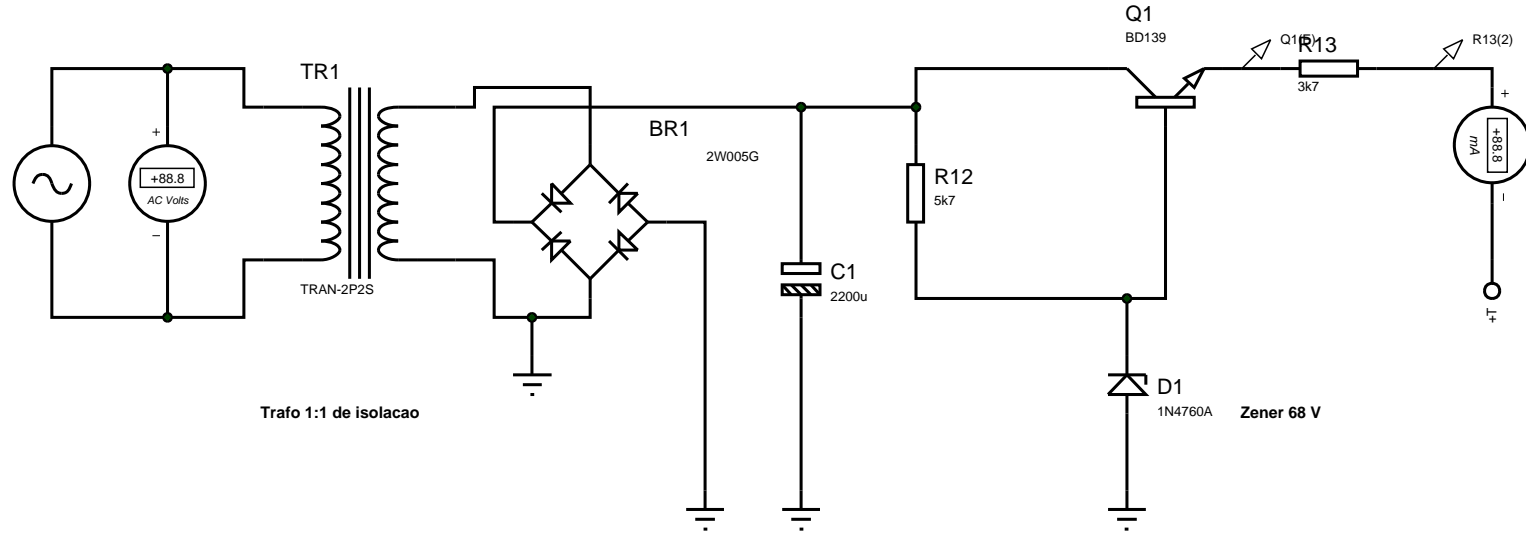 Q1
BD139
Q1(E)
R13
3k7
R13(2)
TR1
TRAN-2P2S
+
+88.8
AC Volts
−
BR1
2W005G
R12
5k7
C1
2200u
+
+88.8
mA
−
T+
D1
1N4760A
Zener 68 V
Trafo 1:1 de isolacao